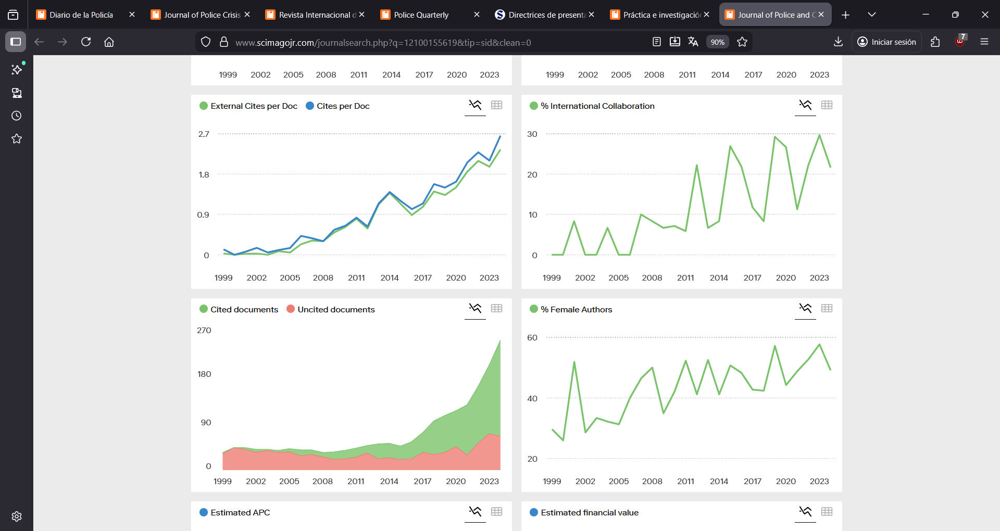 Diario de la Policía
Journal of Police Crisis
Revista Internacional d
Police Quarterly
Directrices de presenta
Práctica e investigación
Journal of Police and C
www.scimagojr.com/journalsearch.php?q=12100155619&tip=sid&clean=0
90%
Iniciar sesión
7
1999 2002 2005 2008 2011 2014 2017 2020 2023
1999 2002 2005 2008 2011 2014 2017 2020 2023
External Cites per Doc Cites per Doc
2.7
1.8
0.9
0
1999 2002 2005 2008 2011 2014 2017 2020 2023
% International Collaboration
30
20
10
0
1999 2002 2005 2008 2011 2014 2017 2020 2023
Cited documents Uncited documents
270
180
90
0
1999 2002 2005 2008 2011 2014 2017 2020 2023
% Female Authors
60
40
20
1999 2002 2005 2008 2011 2014 2017 2020 2023
Estimated APC
Estimated financial value